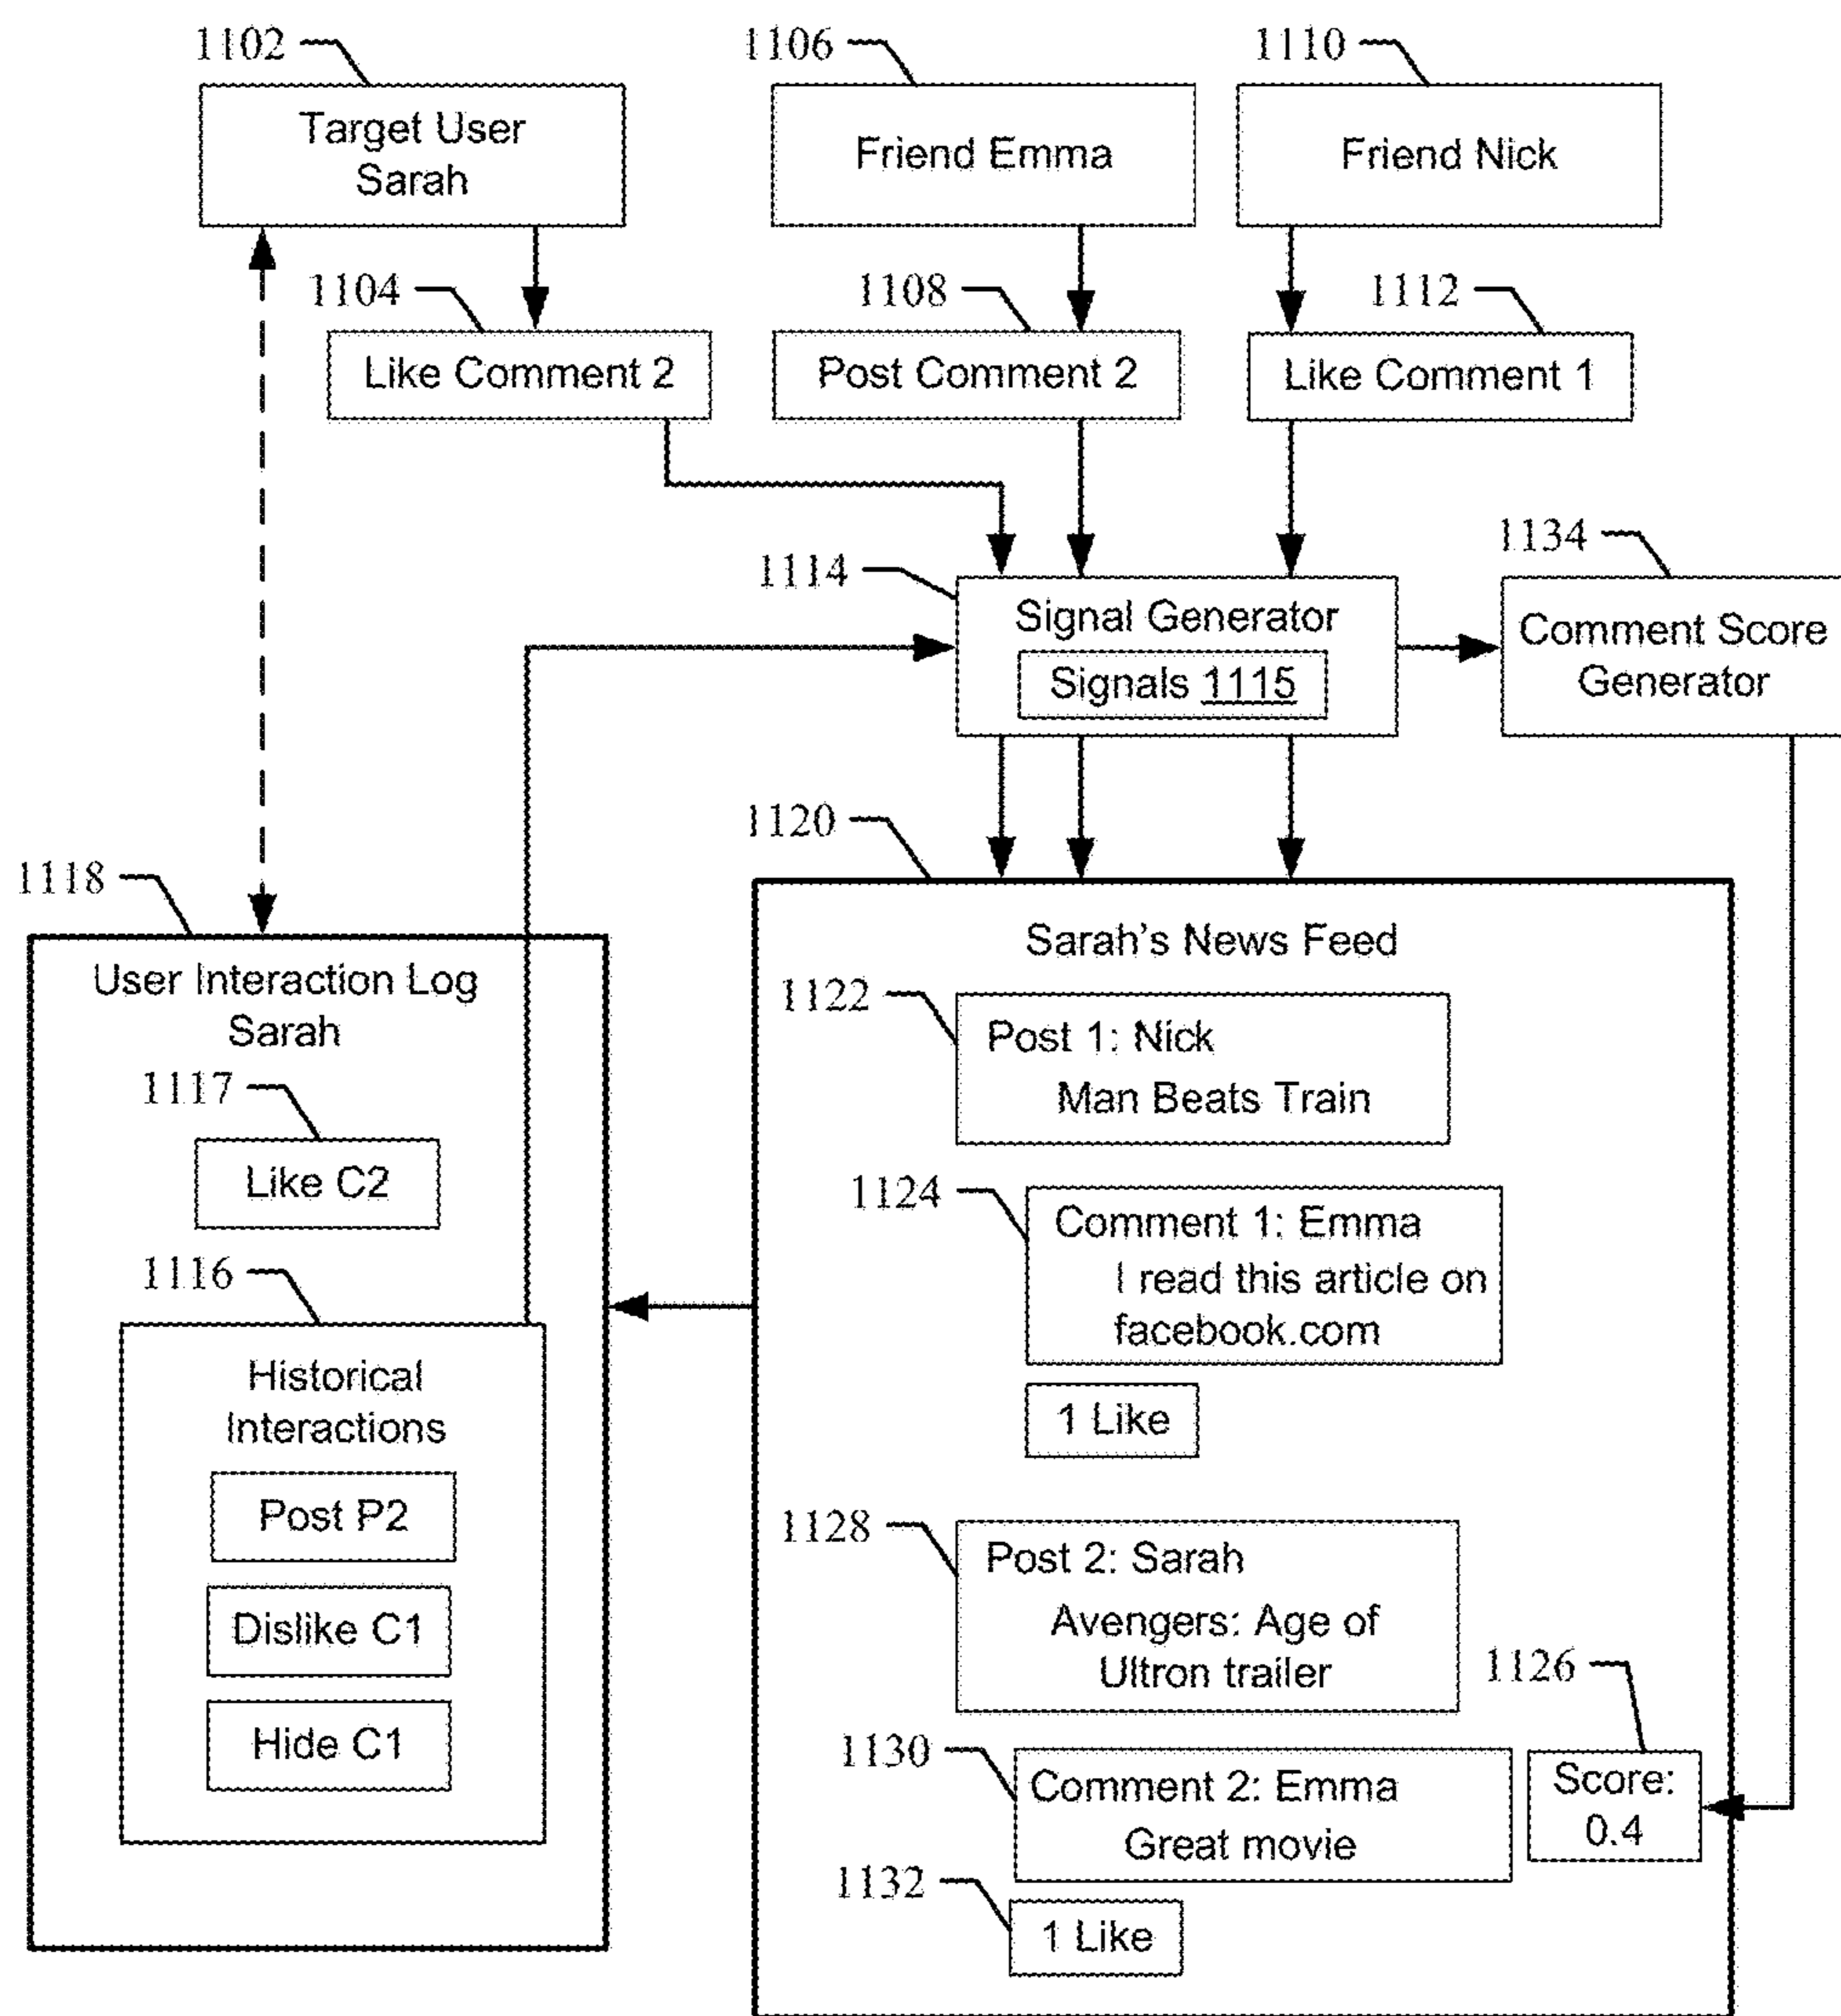 1102
1106
1110
Target User
Sarah
Friend Emma
Friend Nick
1104
1108
1112
Like Comment 2
Post Comment 2
Like Comment 1
1114
1134
Signal Generator
Signals 1115
Comment Score
Generator
1118
User Interaction Log
Sarah
1117
Like C2
1116
Historical
Interactions
Post P2
Dislike C1
Hide C1
1120
Sarah's News Feed
1122
Post 1: Nick
Man Beats Train
1124
Comment 1: Emma
I read this article on
facebook.com
1 Like
1128
Post 2: Sarah
Avengers: Age of
Ultron trailer
1126
1130
Comment 2: Emma
Great movie
Score:
0.4
1132
1 Like